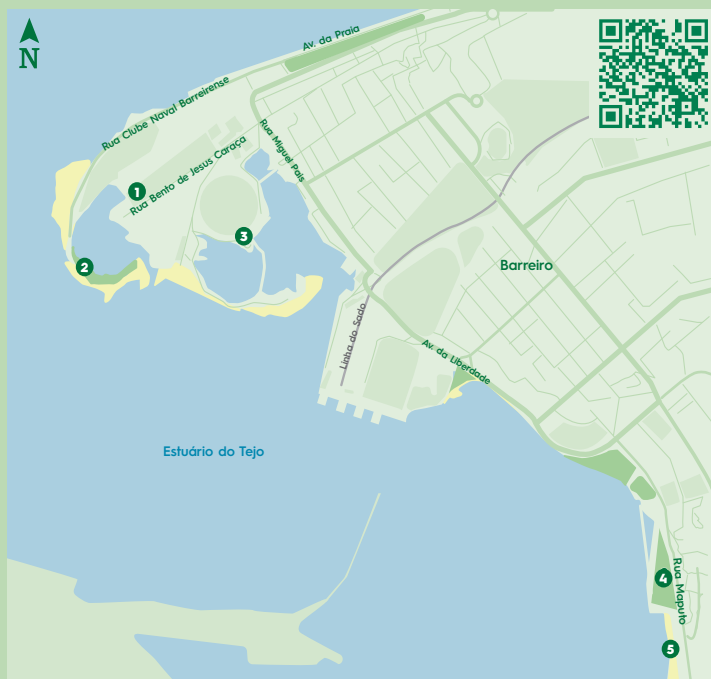 N
Av. da Praia
Rua Clube Naval Barreirense
Rua Miguel Pais
Rua Bento de Jesus Caraça
1
2
3
Barreiro
Linha do Sado
Av. da Liberdade
Estuário do Tejo
4
Rua Maputo
5